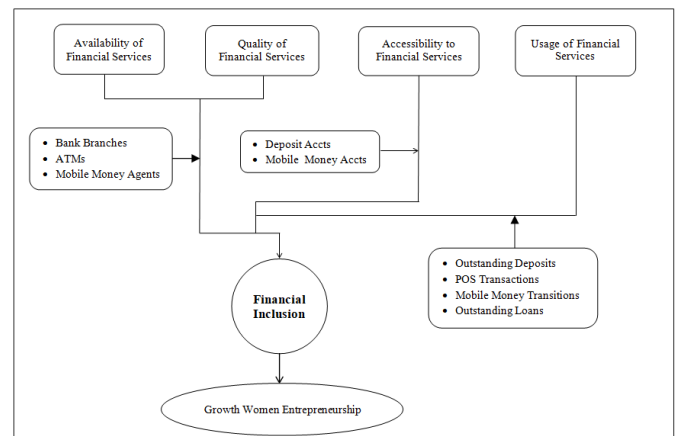 Availability of
Financial Services
Quality of
Financial Services
Accessibility to
Financial Services
Usage of Financial
Services
• Bank Branches
• ATMs
• Mobile Money Agents
• Deposit Accts
• Mobile Money Accts
• Outstanding Deposits
• POS Transactions
• Mobile Money Transitions
• Outstanding Loans
Financial
Inclusion
Growth Women Entrepreneurship